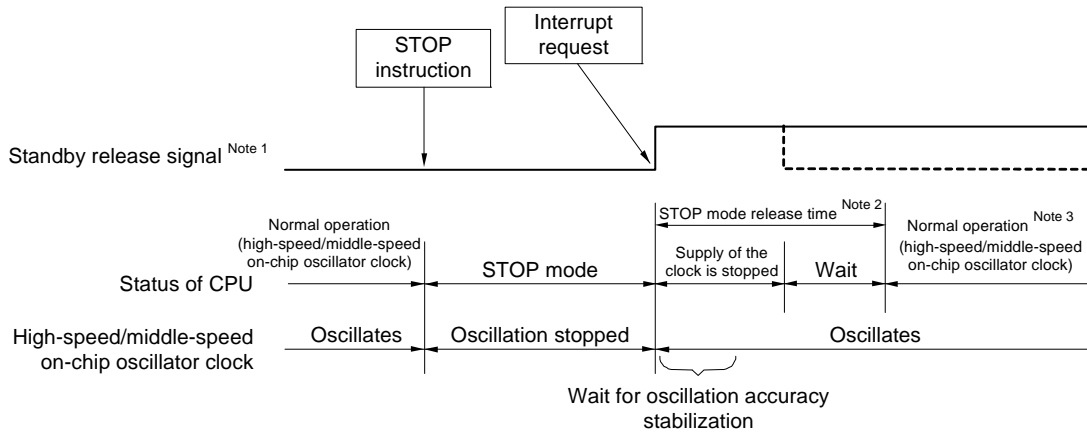 Interrupt
request
STOP
instruction
Standby release signal Note 1
STOP mode release time Note 2
Normal operation
(high-speed/middle-speed
on-chip oscillator clock)
Normal operation Note 3
(high-speed/middle-speed
on-chip oscillator clock)
Supply of the
clock is stopped
Status of CPU
STOP mode
Wait
High-speed/middle-speed
on-chip oscillator clock
Oscillates
Oscillation stopped
Oscillates
Wait for oscillation accuracy
stabilization